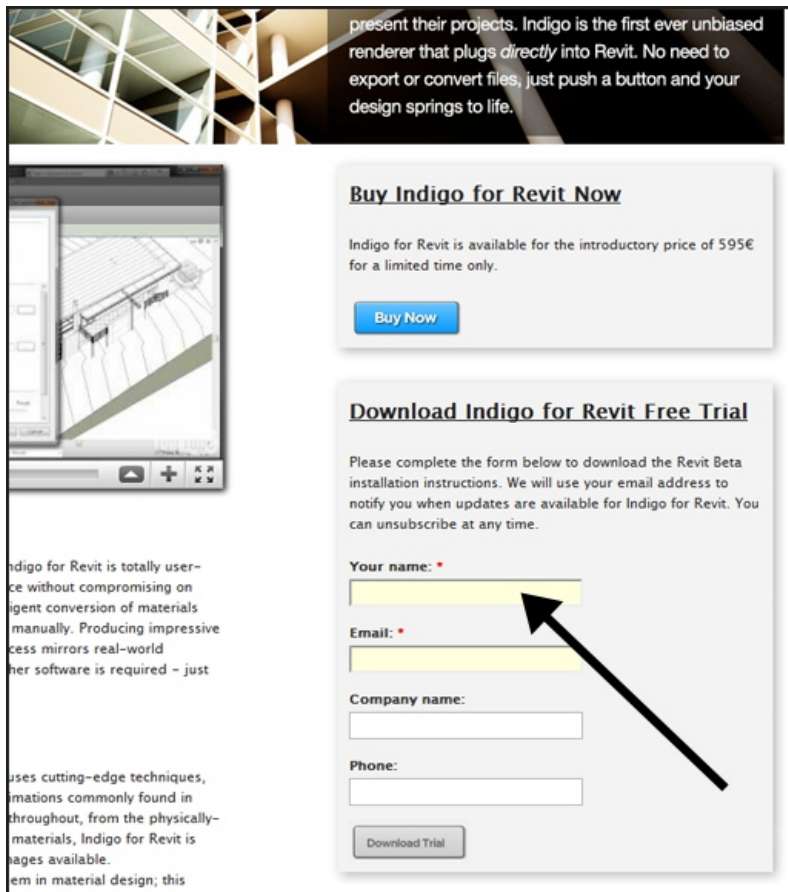 present their projects. Indigo is the first ever unbiased
renderer that plugs directly into Revit. No need to
export or convert files, just push a button and your
design springs to life.
Buy Indigo for Revit Now
Indigo for Revit is available for the introductory price of 595€
for a limited time only.
Buy Now
Download Indigo for Revit Free Trial
Please complete the form below to download the Revit Beta
installation instructions. We will use your email address to
notify you when updates are available for Indigo for Revit. You
can unsubscribe at any time.
Your name: *
Email: *
Company name:
Phone:
Download Trial
ndigo for Revit is totally user-
ce without compromising on
igent conversion of materials
manually. Producing impressive
cess mirrors real-world
her software is required – just
uses cutting-edge techniques,
imations commonly found in
throughout, from the physically-
materials, Indigo for Revit is
nages available.
em in material design; this